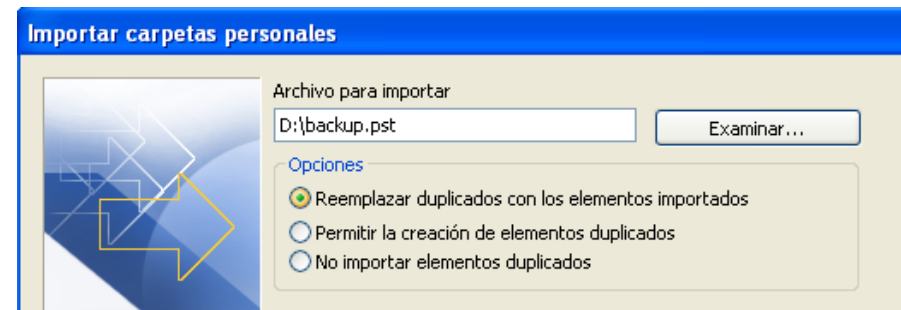 Importar carpetas personales
Archivo para importar
D:\backup.pst
Examinar...
Opciones
Reemplazar duplicados con los elementos importados
Permitir la creación de elementos duplicados
No importar elementos duplicados